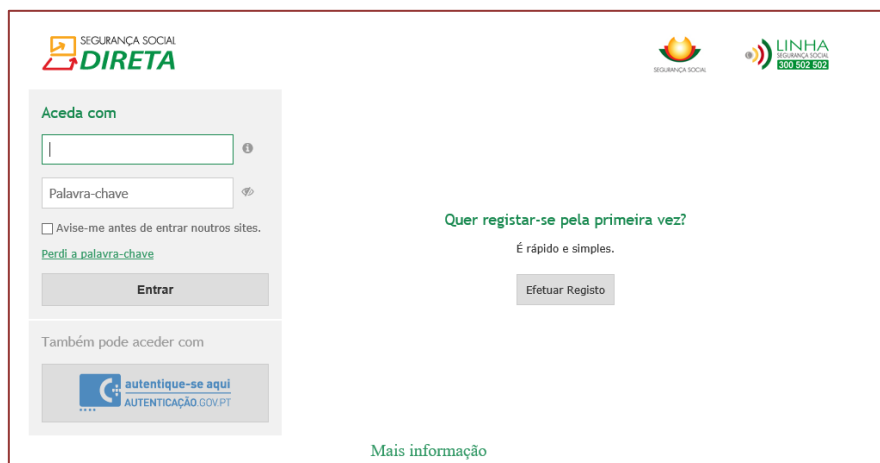 SEGURANÇA SOCIAL
DIRETA
SEGURANÇA SOCIAL
LINHA
SEGURANÇA SOCIAL
300 502 502
Aceda com
Palavra-chave
Avise-me antes de entrar noutros sites.
Perdi a palavra-chave
Entrar
Quer registar-se pela primeira vez?
É rápido e simples.
Efetuar Registo
Também pode aceder com
autentique-se aqui
AUTENTICAÇÃO.GOV.PT
Mais informação